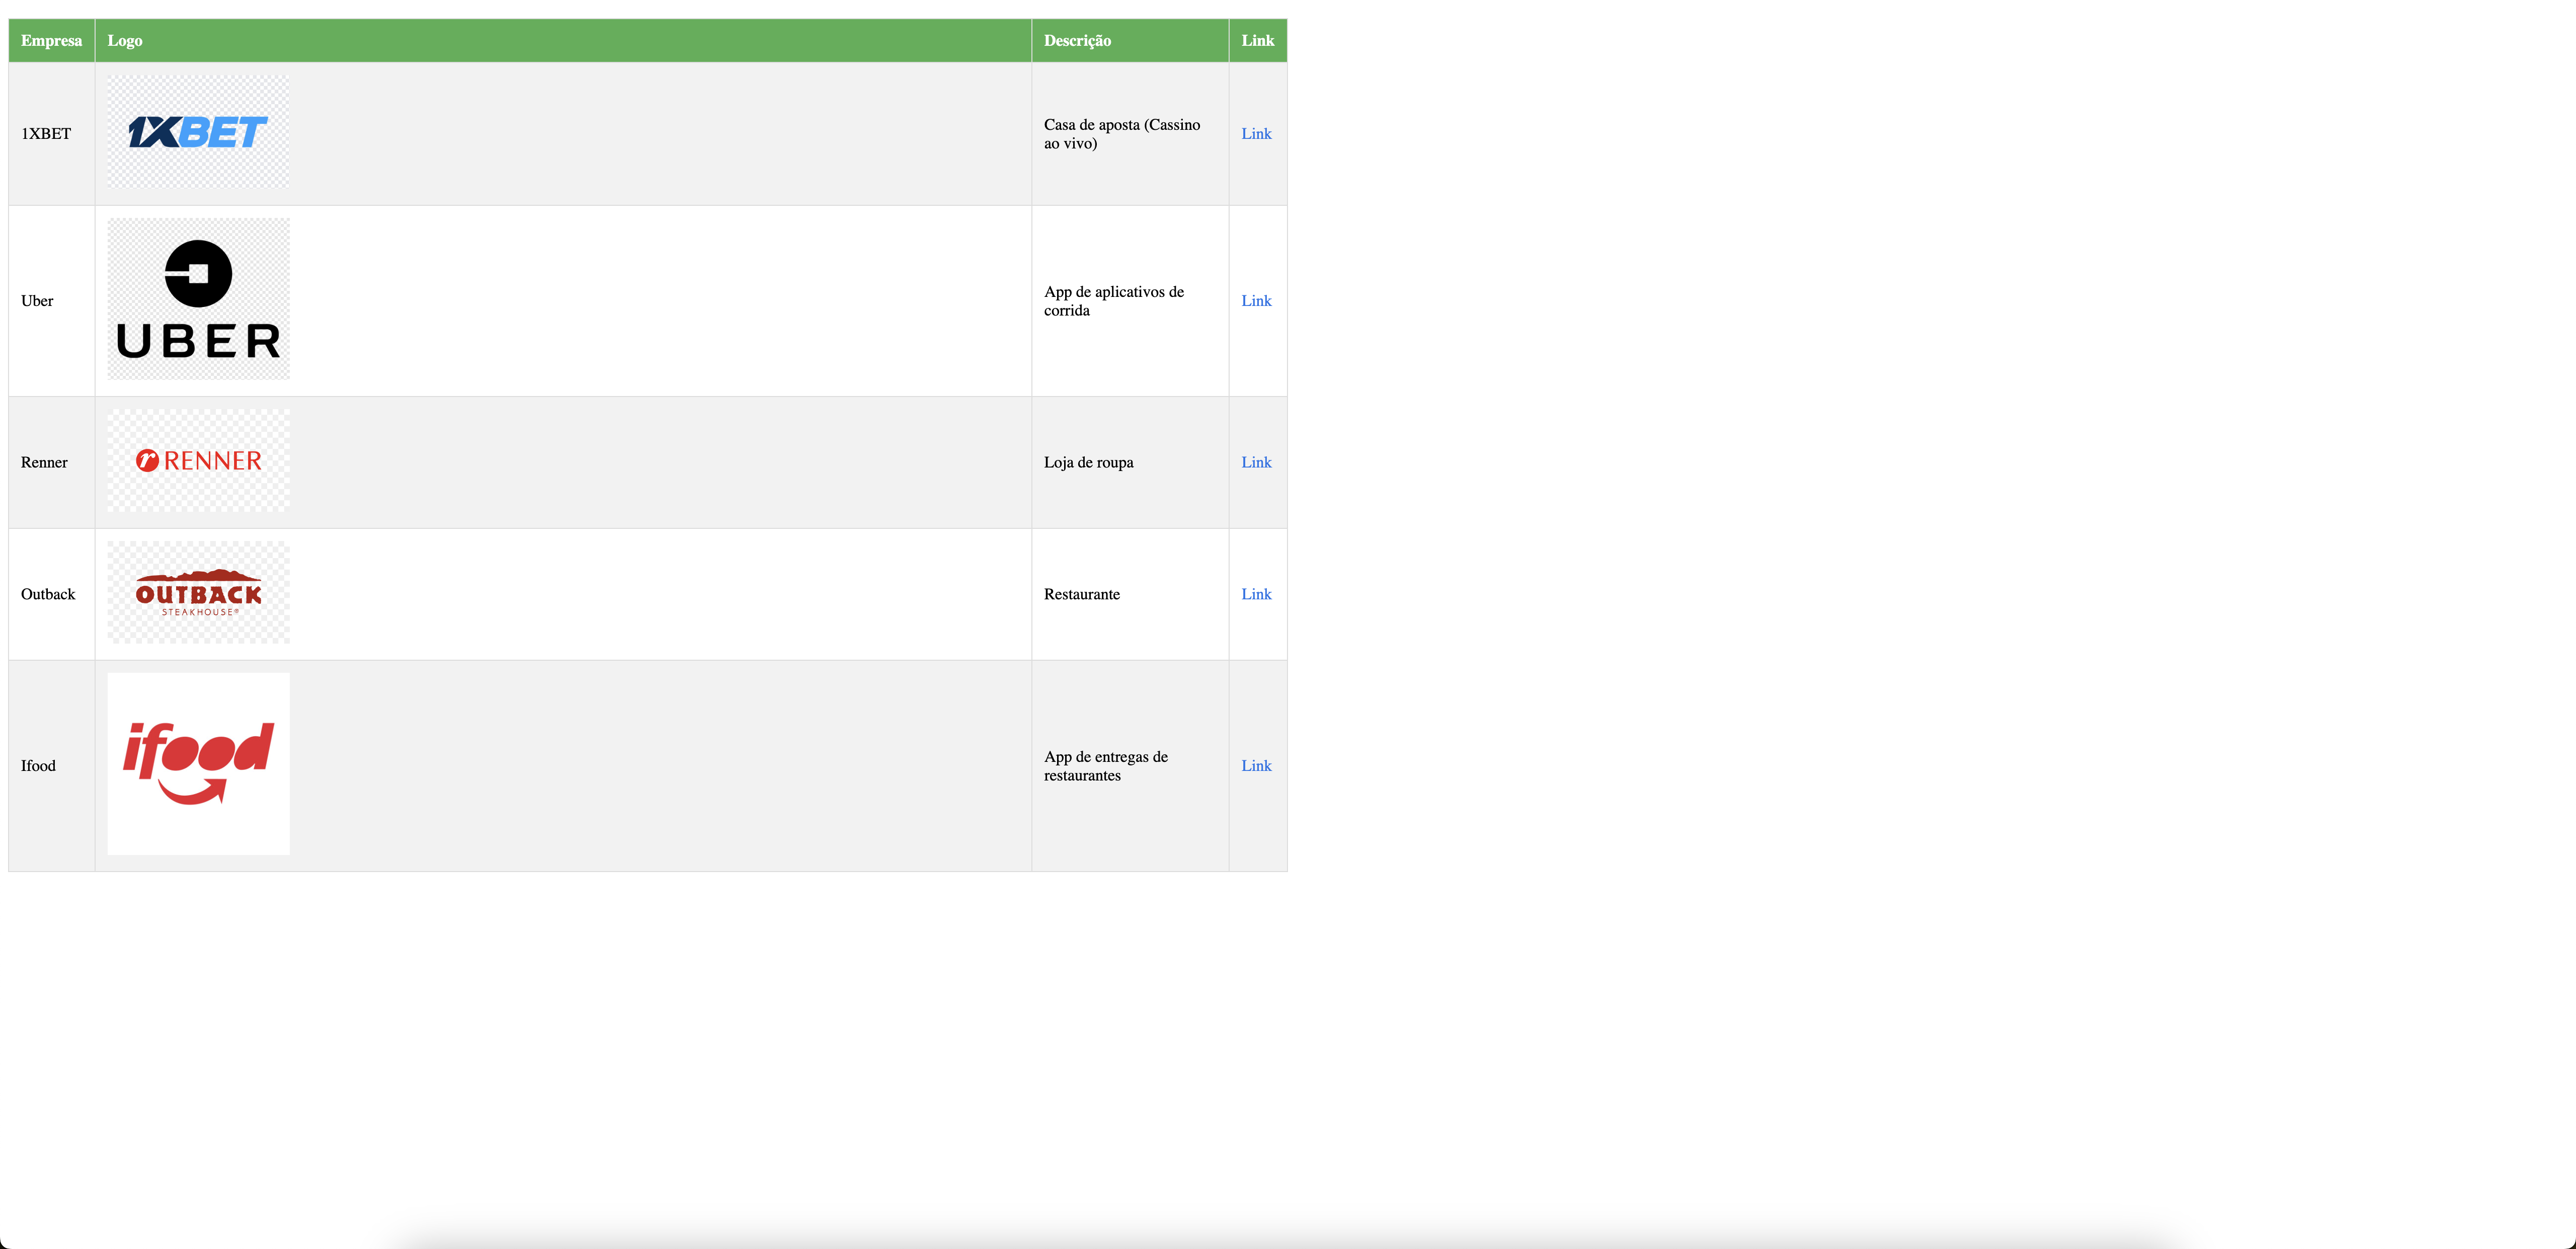 Empresa Logo Descrição Link
1XBET 1XBET Casa de aposta (Cassino
ao vivo) Link
Uber UBER App de aplicativos de
corrida Link
Renner r RENNER Loja de roupa Link
Outback OUTBACK
STEAKHOUSE® Restaurante Link
Ifood ifood App de entregas de
restaurantes Link